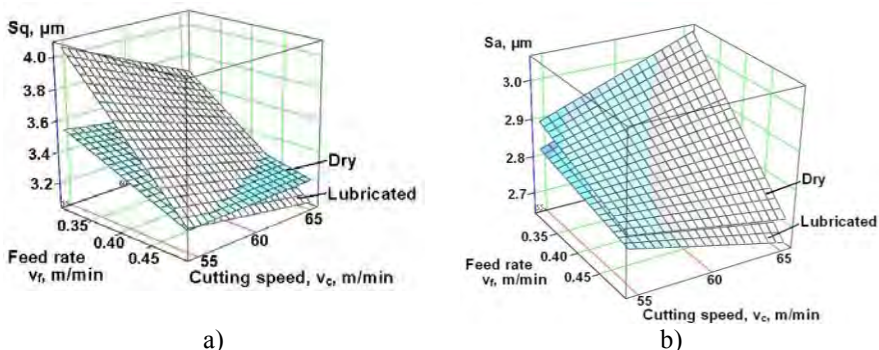 Sq, µm
4.0
3.8
3.6
3.4
3.2
0.35
0.40
0.45
Feed rate
vf, m/min
55
60
65
Cutting speed, vc, m/min
Dry
Lubricated
a)
Sa, µm
3.0
2.9
2.8
2.7
0.35
0.40
0.45
Feed rate
vf, m/min
55
60
65
Cutting speed, vc, m/min
Dry
Lubricated
b)